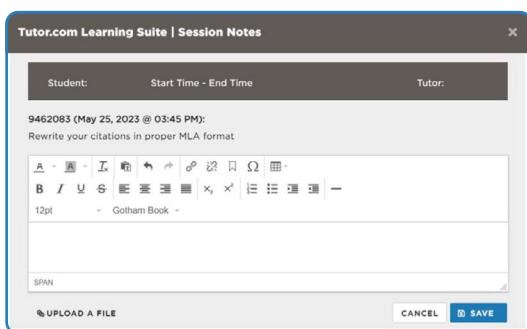 Tutor.com Learning Suite | Session Notes
Student: Start Time - End Time Tutor:
9462083 (May 25, 2023 @ 03:45 PM):
Rewrite your citations in proper MLA format
12pt Gotham Book
SPAN
UPLOAD A FILE CANCEL SAVE